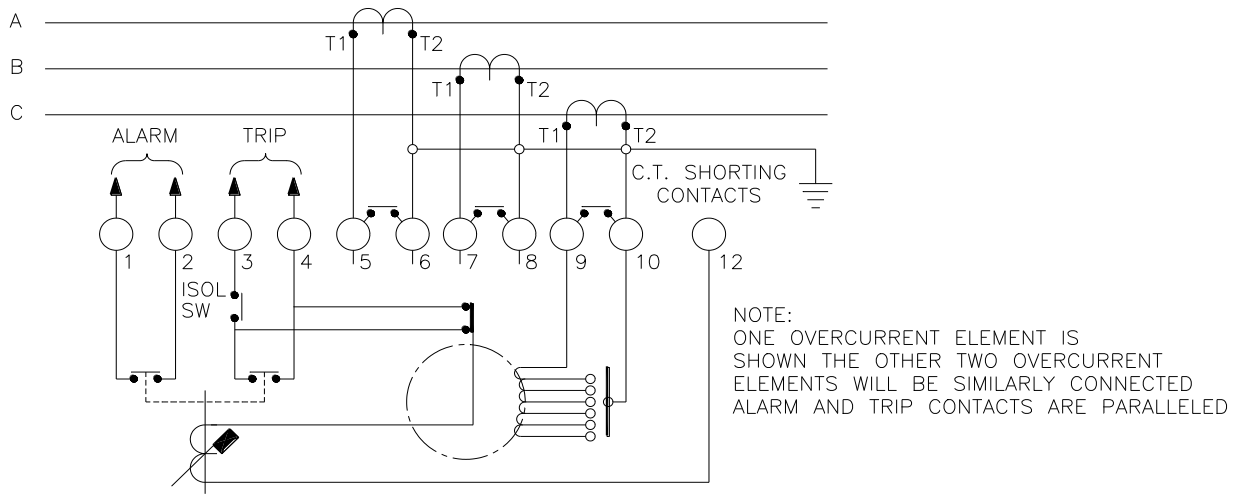 A
T1 T2
B
T1 T2
C
T1 T2
ALARM TRIP
C.T. SHORTING
CONTACTS
1 2 3 4 5 6 7 8 9 10 12
ISOL
SW
NOTE:
ONE OVERCURRENT ELEMENT IS
SHOWN THE OTHER TWO OVERCURRENT
ELEMENTS WILL BE SIMILARLY CONNECTED
ALARM AND TRIP CONTACTS ARE PARALLELED